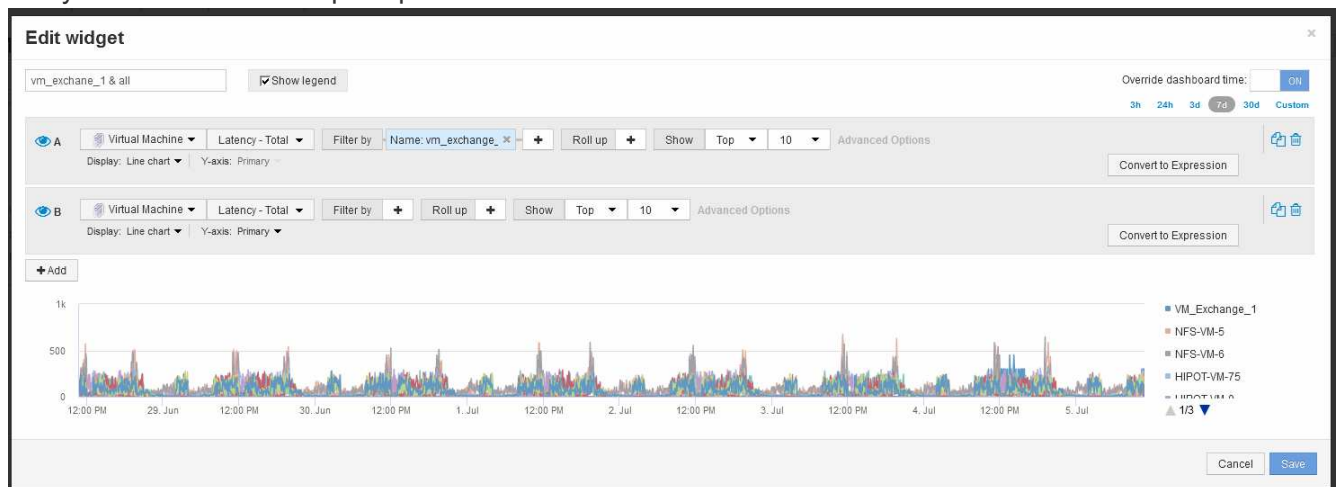 Edit widget
×
vm_exchane_1 & all
Show legend
Override dashboard time: ON
3h 24h 3d 7d 30d Custom
A Virtual Machine Latency - Total Filter by Name: vm_exchange_ × + Roll up + Show Top 10 Advanced Options
Display: Line chart Y-axis: Primary
Convert to Expression
B Virtual Machine Latency - Total Filter by + Roll up + Show Top 10 Advanced Options
Display: Line chart Y-axis: Primary
Convert to Expression
+ Add
1k
500
0
12:00 PM 29. Jun 12:00 PM 30. Jun 12:00 PM 1. Jul 12:00 PM 2. Jul 12:00 PM 3. Jul 12:00 PM 4. Jul 12:00 PM 5. Jul
VM_Exchange_1
NFS-VM-5
NFS-VM-6
HIPOT-VM-75
1/3
Cancel Save